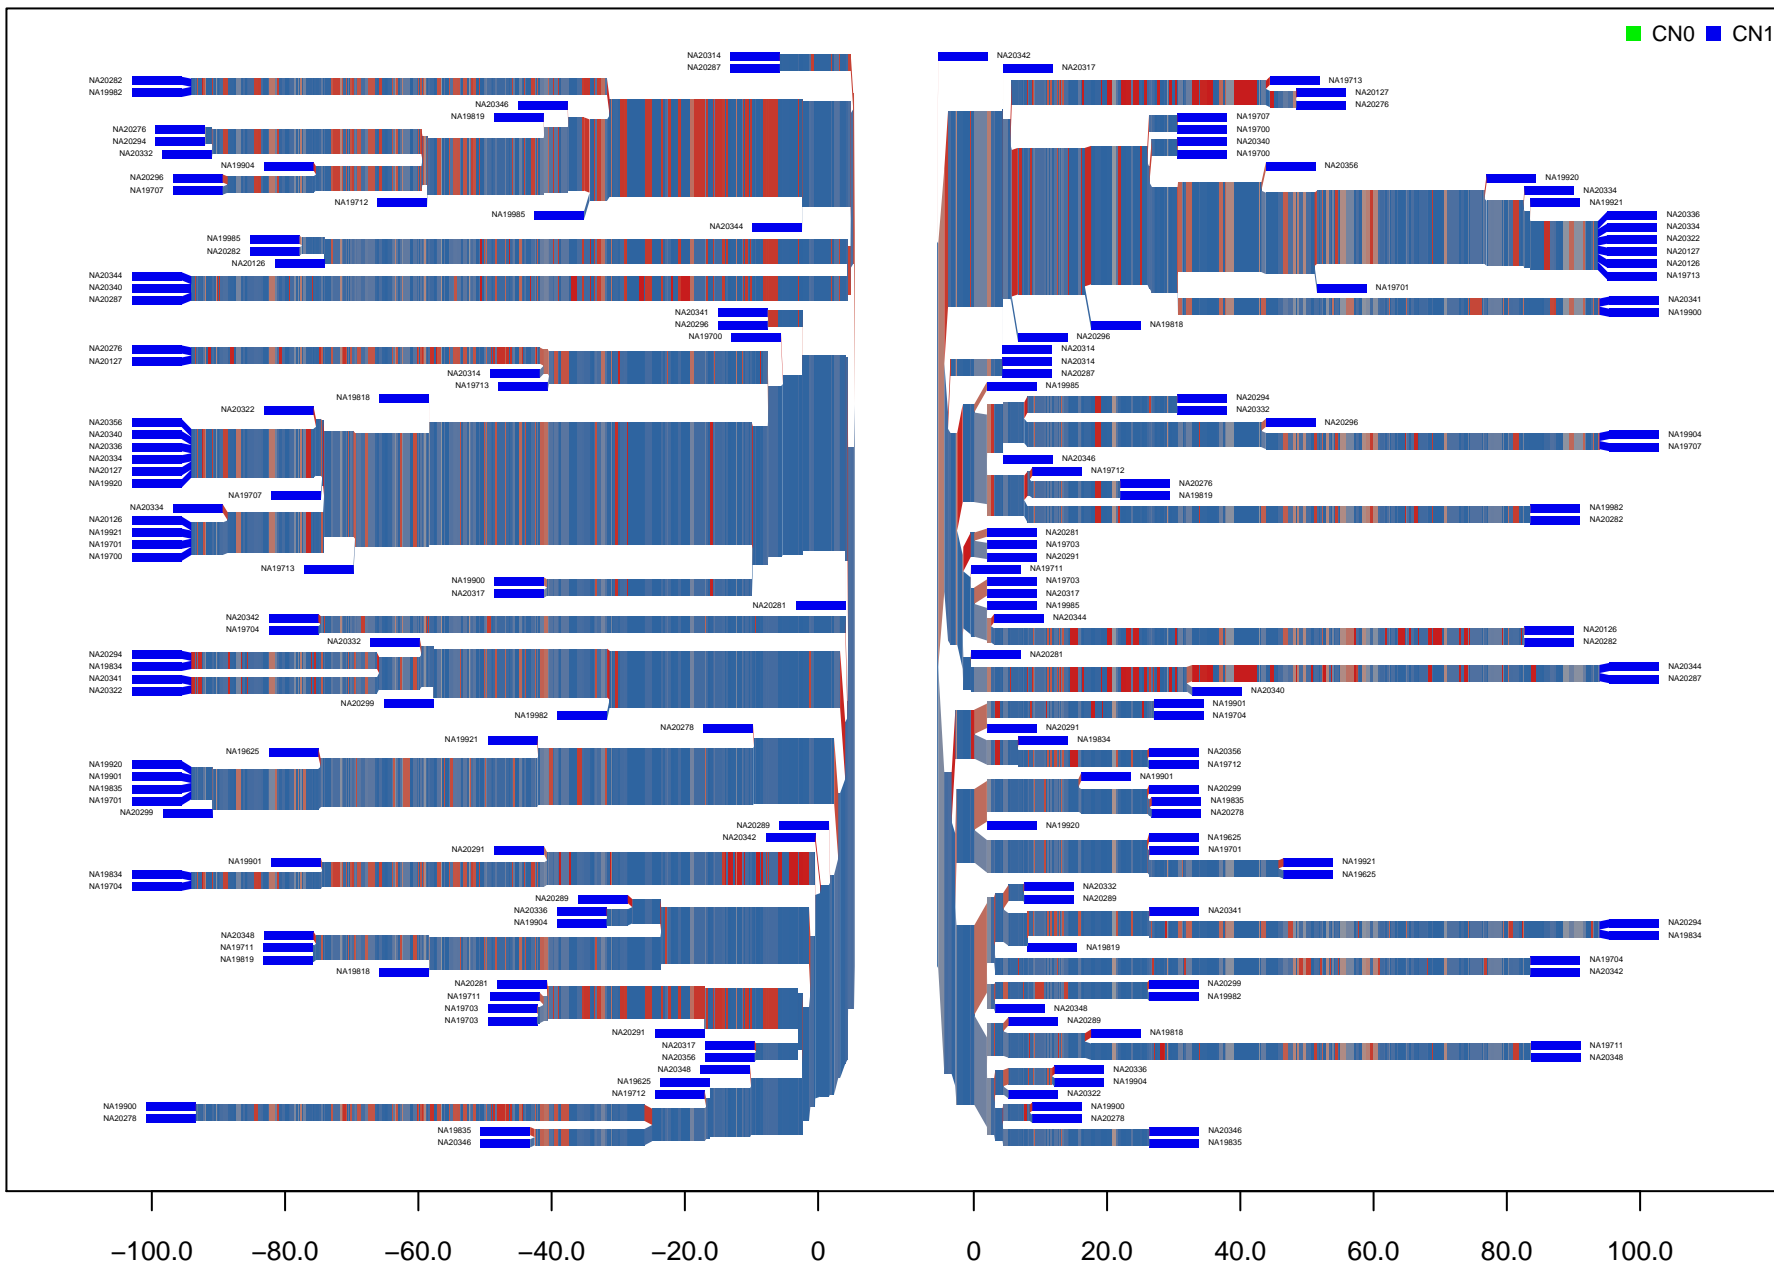 CN0 CN1
NA20314
NA20287
NA20282
NA19982
NA20346
NA19819
NA20276
NA20294
NA20332
NA19904
NA20296
NA19707
NA19712
NA19985
NA20344
NA19985
NA20282
NA20126
NA20344
NA20340
NA20287
NA20341
NA20296
NA19700
NA20276
NA20127
NA20314
NA19713
NA19818
NA20322
NA20356
NA20340
NA20336
NA20334
NA20127
NA19920
NA19707
NA20334
NA20126
NA19921
NA19701
NA19700
NA19713
NA19900
NA20317
NA20281
NA20342
NA19704
NA20332
NA20294
NA19834
NA20341
NA20322
NA20299
NA19982
NA20278
NA19921
NA19625
NA19920
NA19901
NA19835
NA19701
NA20299
NA20289
NA20342
NA20291
NA19901
NA19834
NA19704
NA20289
NA20336
NA19904
NA20348
NA19711
NA19819
NA19818
NA20281
NA19711
NA19703
NA19703
NA20291
NA20317
NA20356
NA20348
NA19625
NA19712
NA19900
NA20278
NA19835
NA20346
NA20342
NA20317
NA19713
NA20127
NA20276
NA19707
NA19700
NA20340
NA19700
NA20356
NA19920
NA20334
NA19921
NA20336
NA20334
NA20322
NA20127
NA20126
NA19713
NA19701
NA20341
NA19900
NA19818
NA20296
NA20314
NA20314
NA20287
NA19985
NA20294
NA20332
NA20296
NA19904
NA19707
NA20346
NA19712
NA20276
NA19819
NA19982
NA20282
NA20281
NA19703
NA20291
NA19711
NA19703
NA20317
NA19985
NA20344
NA20126
NA20282
NA20281
NA20344
NA20287
NA20340
NA19901
NA19704
NA20291
NA19834
NA20356
NA19712
NA19901
NA20299
NA19835
NA20278
NA19920
NA19625
NA19701
NA19921
NA19625
NA20332
NA20289
NA20341
NA20294
NA19834
NA19819
NA19704
NA20342
NA20299
NA19982
NA20348
NA20289
NA19818
NA19711
NA20348
NA20336
NA19904
NA20322
NA19900
NA20278
NA20346
NA19835
−100.0 −80.0 −60.0 −40.0 −20.0 0 0 20.0 40.0 60.0 80.0 100.0